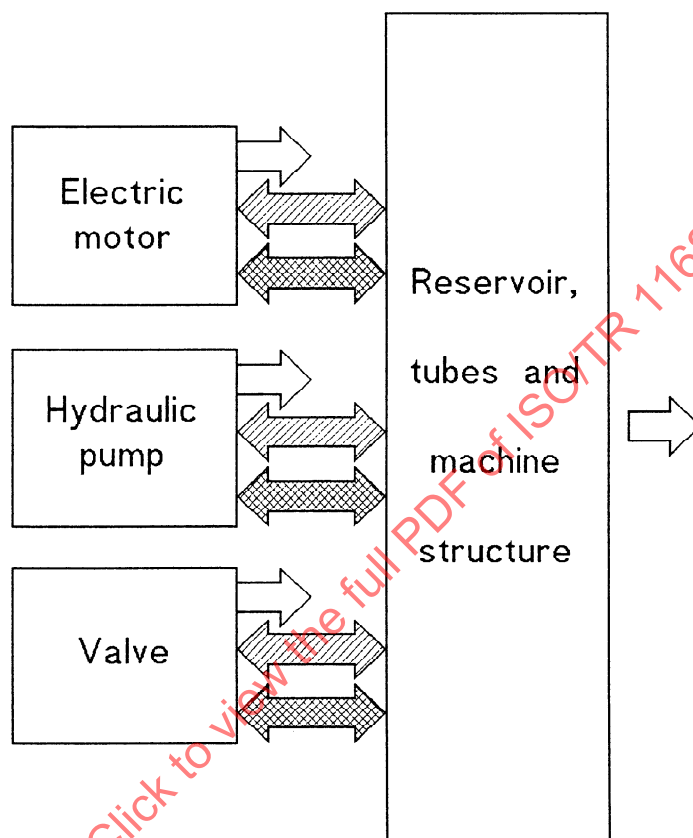 Electric
motor
Hydraulic
pump
Valve
Reservoir,
tubes and
machine
structure
Click to view the full PDF of ISO/TR 116